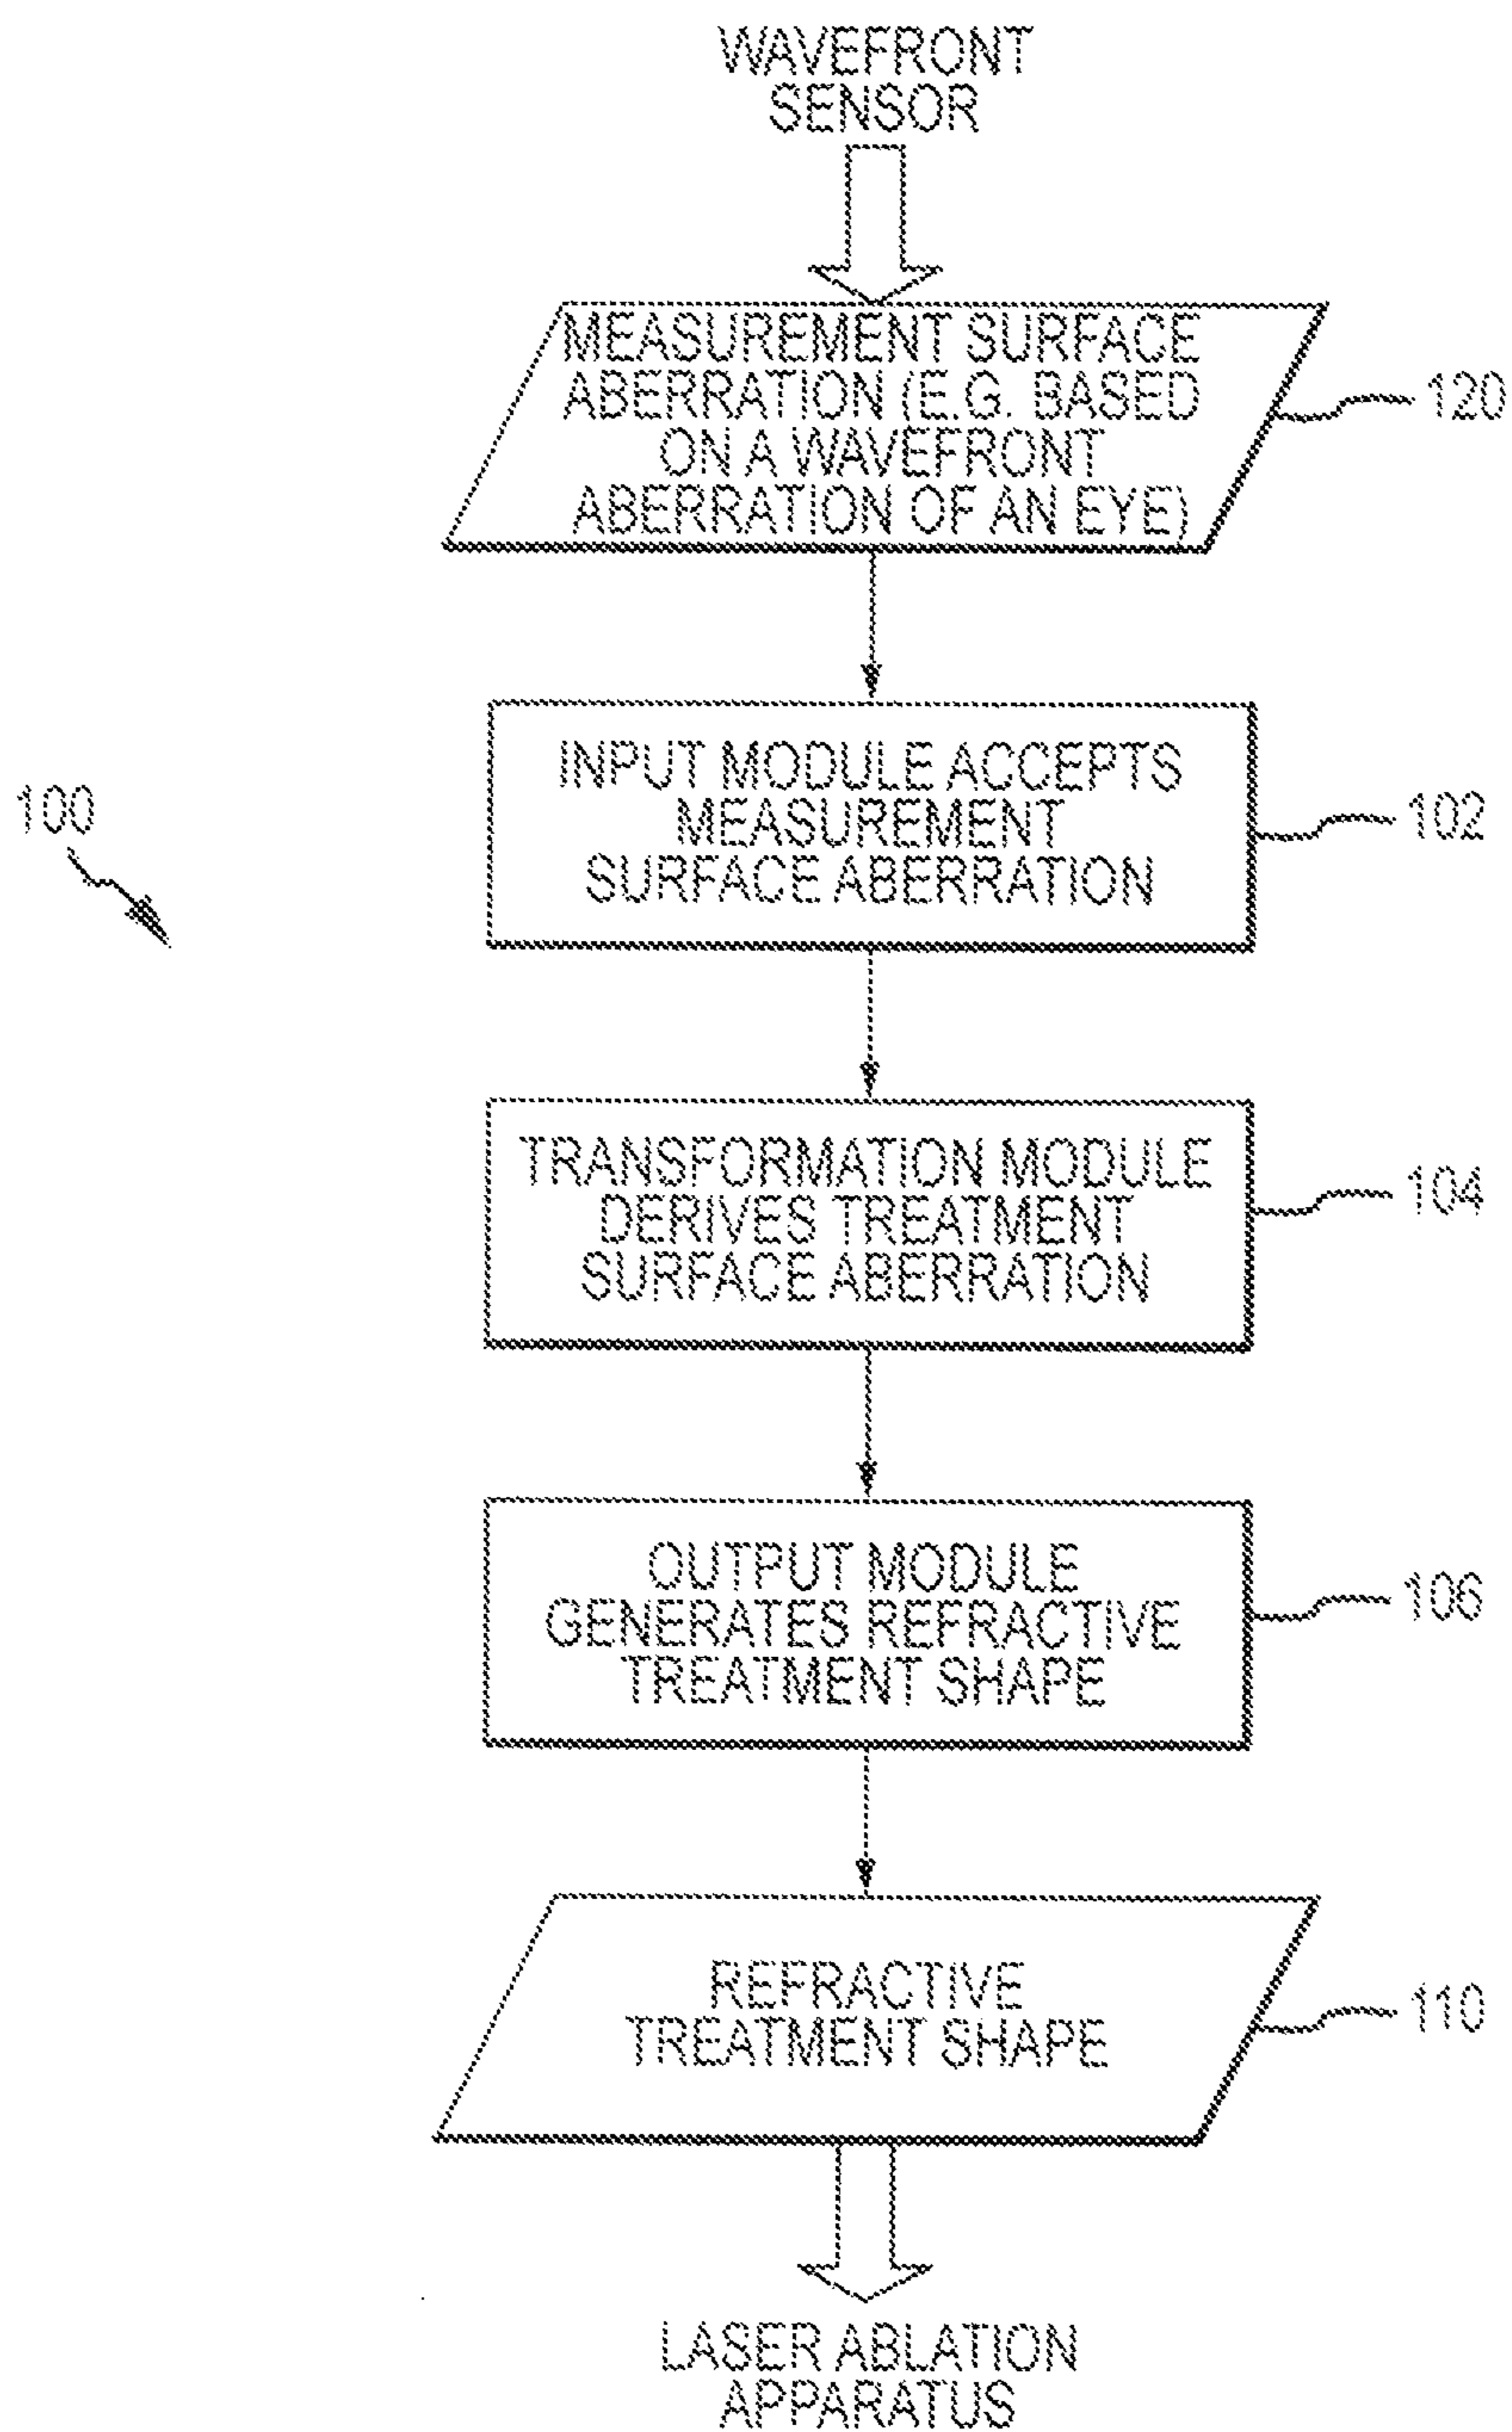 WAVEFRONT
SENSOR
MEASUREMENT SURFACE
ABERRATION (E.G. BASED
ON A WAVEFRONT
ABERRATION OF AN EYE)
120
INPUT MODULE ACCEPTS
MEASUREMENT
SURFACE ABERRATION
102
100
TRANSFORMATION MODULE
DERIVES TREATMENT
SURFACE ABERRATION
104
OUTPUT MODULE
GENERATES REFRACTIVE
TREATMENT SHAPE
106
REFRACTIVE
TREATMENT SHAPE
110
LASER ABLATION
APPARATUS